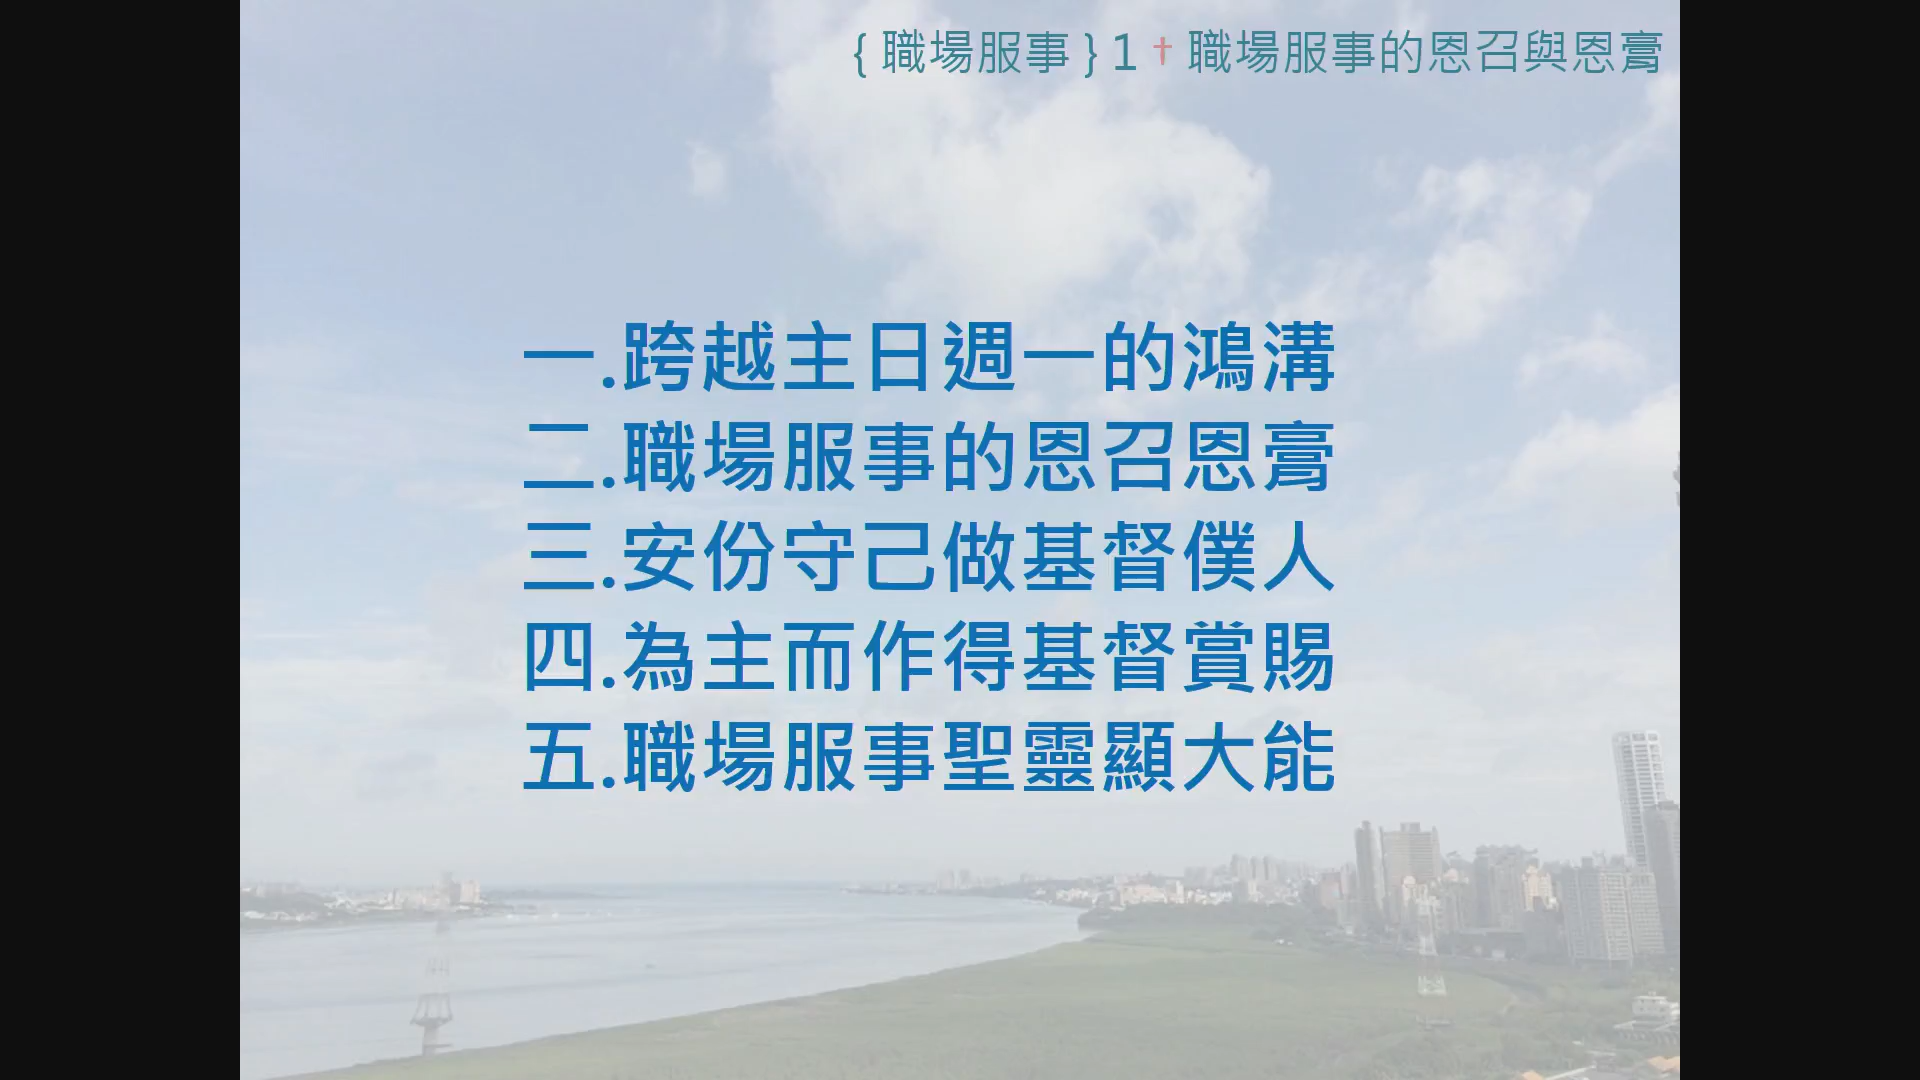 {職場服事}1†職場服事的恩召與恩膏
一.跨越主日週一的鴻溝
二.職場服事的恩召恩膏
三.安份守己做基督僕人
四.為主而作得基督賞賜
五.職場服事聖靈顯大能